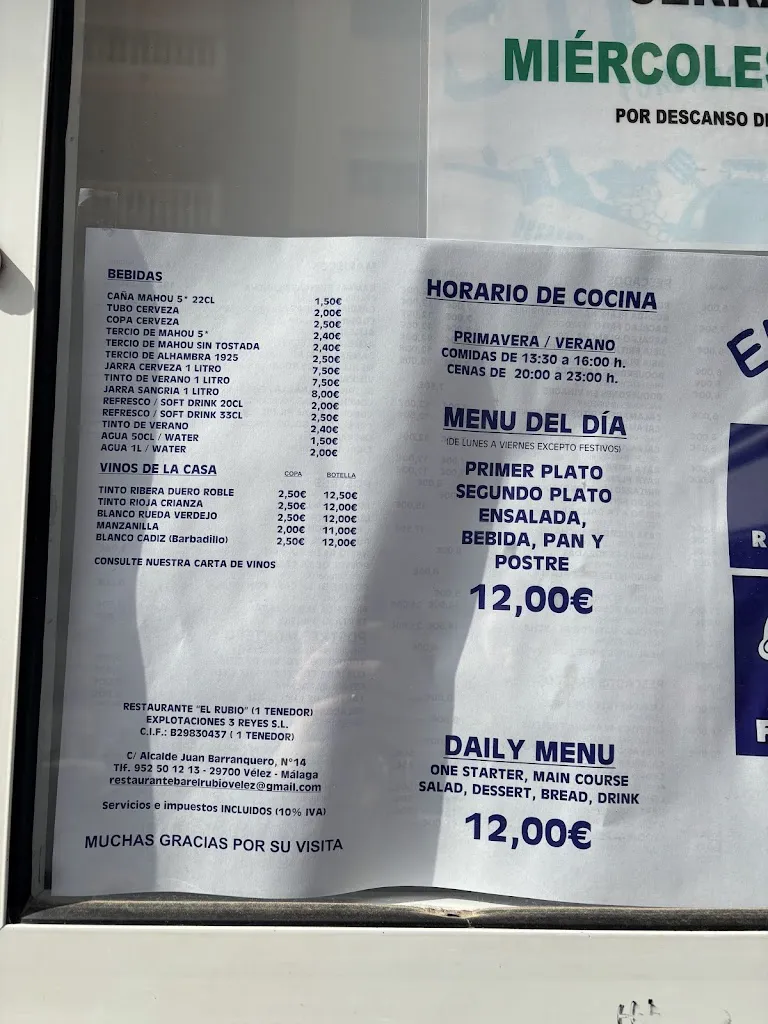 MIÉRCOLES
POR DESCANSO
BEBIDAS
CAÑA MAHOU 5* 22CL 1,50€
TUBO CERVEZA 2,00€
COPA CERVEZA 2,50€
TERCIO DE MAHOU 5* 2,40€
TERCIO DE MAHOU SIN TOSTADA 2,40€
TERCIO DE ALHAMBRA 1925 2,50€
JARRA CERVEZA 1 LITRO 7,50€
TINTO DE VERANO 1 LITRO 7,50€
JARRA SANGRIA 1 LITRO 8,00€
REFRESCO / SOFT DRINK 20CL 2,00€
REFRESCO / SOFT DRINK 33CL 2,50€
TINTO DE VERANO 2,40€
AGUA 50CL / WATER 1,50€
AGUA 1L / WATER 2,00€
VINOS DE LA CASA COPA BOTELLA
TINTO RIBERA DUERO ROBLE 2,50€ 12,50€
TINTO RIOJA CRIANZA 2,50€ 12,00€
BLANCO RUEDA VERDEJO 2,50€ 12,00€
MANZANILLA 2,00€ 11,00€
BLANCO CADIZ (Barbadillo) 2,50€ 12,00€
CONSULTE NUESTRA CARTA DE VINOS
RESTAURANTE "EL RUBIO" (1 TENEDOR)
EXPLOTACIONES 3 REYES S.L.
C.I.F.: B29830437 ( 1 TENEDOR)
C/ Alcalde Juan Barranquero, Nº14
Tlf. 952 50 12 13 - 29700 Vélez - Málaga
restaurantebarelrubiovelez@gmail.com
Servicios e impuestos INCLUIDOS (10% IVA)
MUCHAS GRACIAS POR SU VISITA
HORARIO DE COCINA
PRIMAVERA / VERANO
COMIDAS DE 13:30 a 16:00 h.
CENAS DE 20:00 a 23:00 h.
MENU DEL DÍA
(DE LUNES A VIERNES EXCEPTO FESTIVOS)
PRIMER PLATO
SEGUNDO PLATO
ENSALADA,
BEBIDA, PAN Y
POSTRE
12,00€
DAILY MENU
ONE STARTER, MAIN COURSE
SALAD, DESSERT, BREAD, DRINK
12,00€